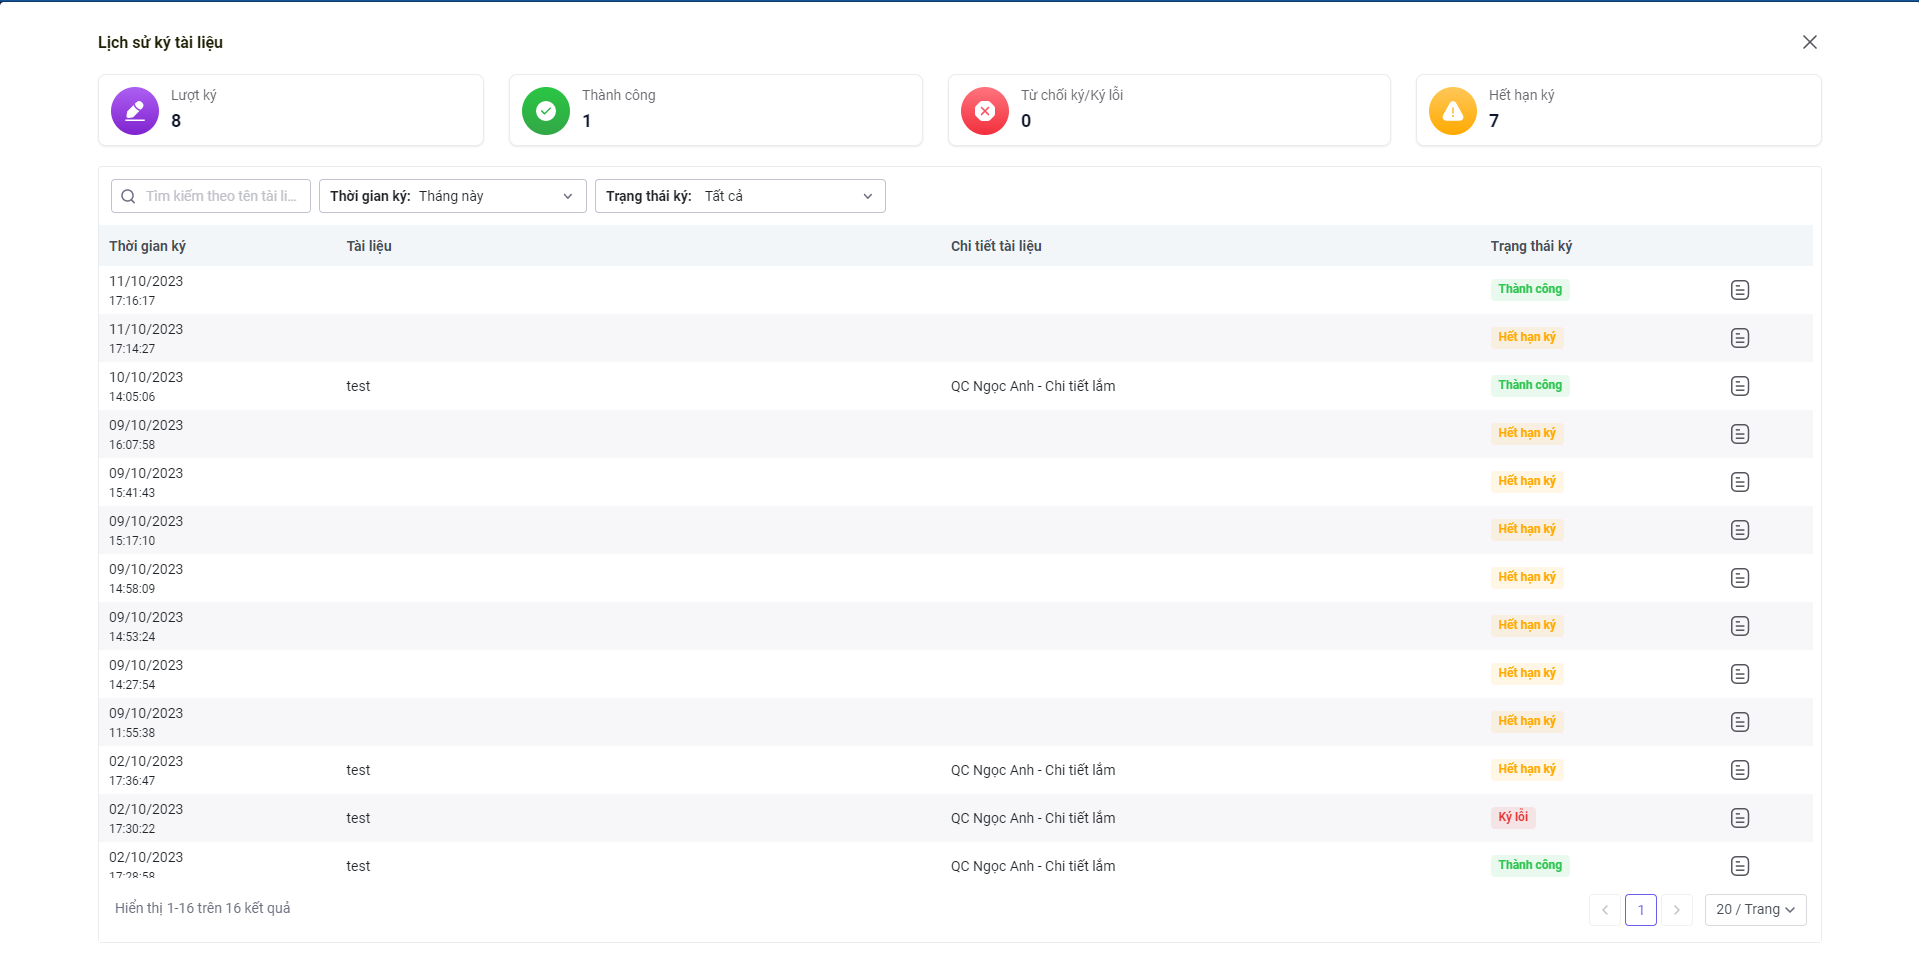 Lịch sử ký tài liệu
Lượt ký
8
Thành công
1
Từ chối ký/Ký lỗi
0
Hết hạn ký
7
Tìm kiếm theo tên tài li...
Thời gian ký: Tháng này
Trạng thái ký: Tất cả
Thời gian ký Tài liệu Chi tiết tài liệu Trạng thái ký
11/10/2023
17:16:17
Thành công
11/10/2023
17:14:27
Hết hạn ký
10/10/2023
14:05:06
test QC Ngọc Anh - Chi tiết lắm Thành công
09/10/2023
16:07:58
Hết hạn ký
09/10/2023
15:41:43
Hết hạn ký
09/10/2023
15:17:10
Hết hạn ký
09/10/2023
14:58:09
Hết hạn ký
09/10/2023
14:53:24
Hết hạn ký
09/10/2023
14:27:54
Hết hạn ký
09/10/2023
11:55:38
Hết hạn ký
02/10/2023
17:36:47
test QC Ngọc Anh - Chi tiết lắm Hết hạn ký
02/10/2023
17:30:22
test QC Ngọc Anh - Chi tiết lắm Ký lỗi
02/10/2023
17:28:58
test QC Ngọc Anh - Chi tiết lắm Thành công
Hiển thị 1-16 trên 16 kết quả
1
20 / Trang